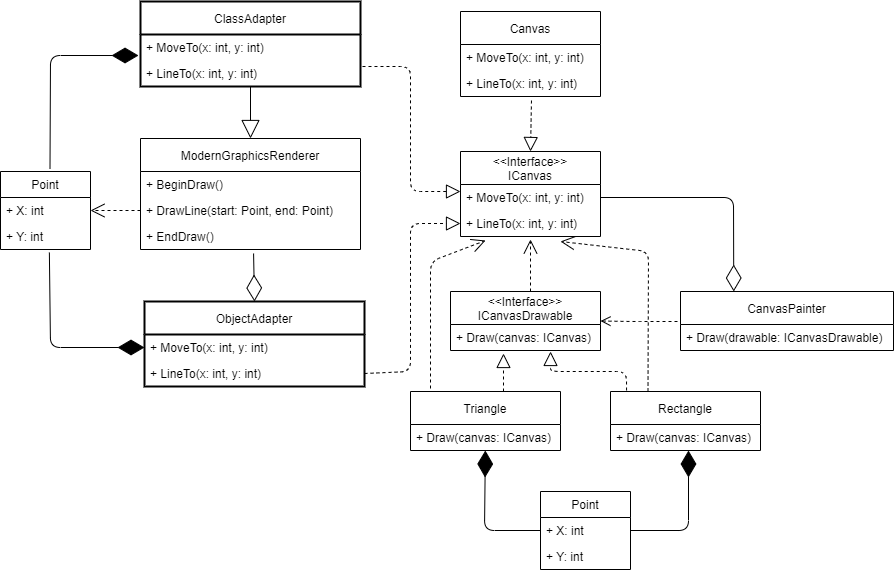 ClassAdapter
+ MoveTo(x: int, y: int)
+ LineTo(x: int, y: int)
Canvas
+ MoveTo(x: int, y: int)
+ LineTo(x: int, y: int)
ModernGraphicsRenderer
+ BeginDraw()
+ DrawLine(start: Point, end: Point)
+ EndDraw()
<<Interface>>
ICanvas
+ MoveTo(x: int, y: int)
+ LineTo(x: int, y: int)
Point
+ X: int
+ Y: int
ObjectAdapter
+ MoveTo(x: int, y: int)
+ LineTo(x: int, y: int)
<<Interface>>
ICanvasDrawable
+ Draw(canvas: ICanvas)
CanvasPainter
+ Draw(drawable: ICanvasDrawable)
Triangle
+ Draw(canvas: ICanvas)
Rectangle
+ Draw(canvas: ICanvas)
Point
+ X: int
+ Y: int